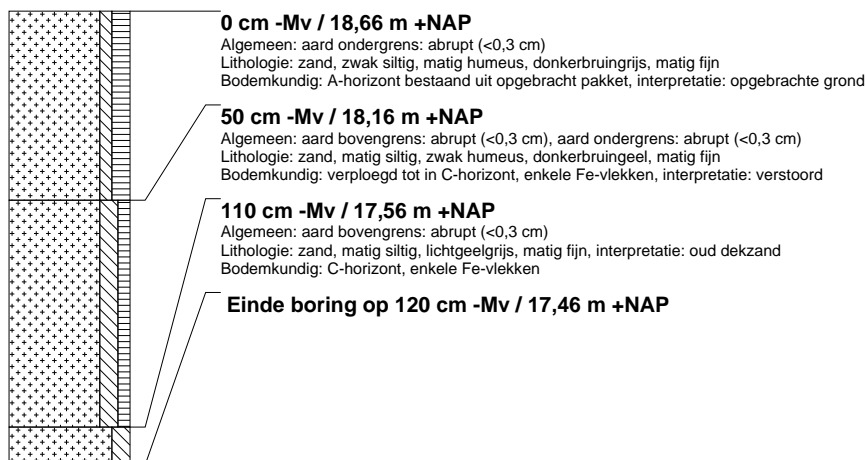 0 cm -Mv / 18,66 m +NAP
Algemeen: aard ondergrens: abrupt (<0,3 cm)
Lithologie: zand, zwak siltig, matig humeus, donkerbruingrijs, matig fijn
Bodemkundig: A-horizont bestaand uit opgebracht pakket, interpretatie: opgebrachte grond
50 cm -Mv / 18,16 m +NAP
Algemeen: aard bovengrens: abrupt (<0,3 cm), aard ondergrens: abrupt (<0,3 cm)
Lithologie: zand, matig siltig, zwak humeus, donkerbruingeel, matig fijn
Bodemkundig: verploegd tot in C-horizont, enkele Fe-vlekken, interpretatie: verstoord
110 cm -Mv / 17,56 m +NAP
Algemeen: aard bovengrens: abrupt (<0,3 cm)
Lithologie: zand, matig siltig, lichtgeelgrijs, matig fijn, interpretatie: oud dekzand
Bodemkundig: C-horizont, enkele Fe-vlekken
Einde boring op 120 cm -Mv / 17,46 m +NAP